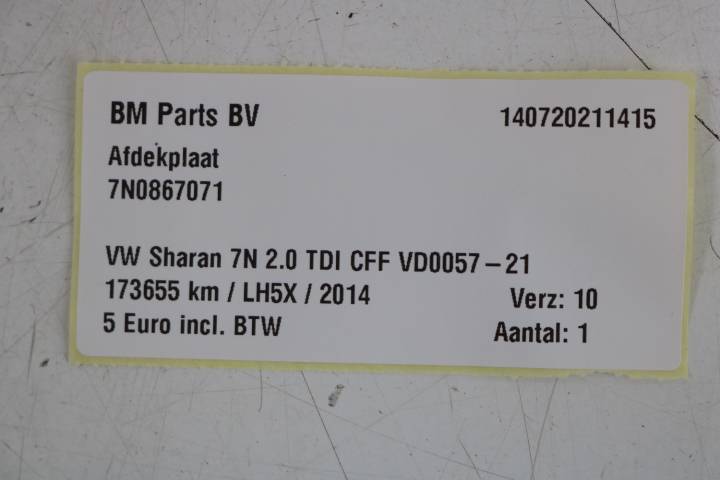 BM Parts BV 140720211415
Afdekplaat
7N0867071
VW Sharan 7N 2.0 TDI CFF VD0057-21
173655 km / LH5X / 2014 Verz: 10
5 Euro incl. BTW Aantal: 1